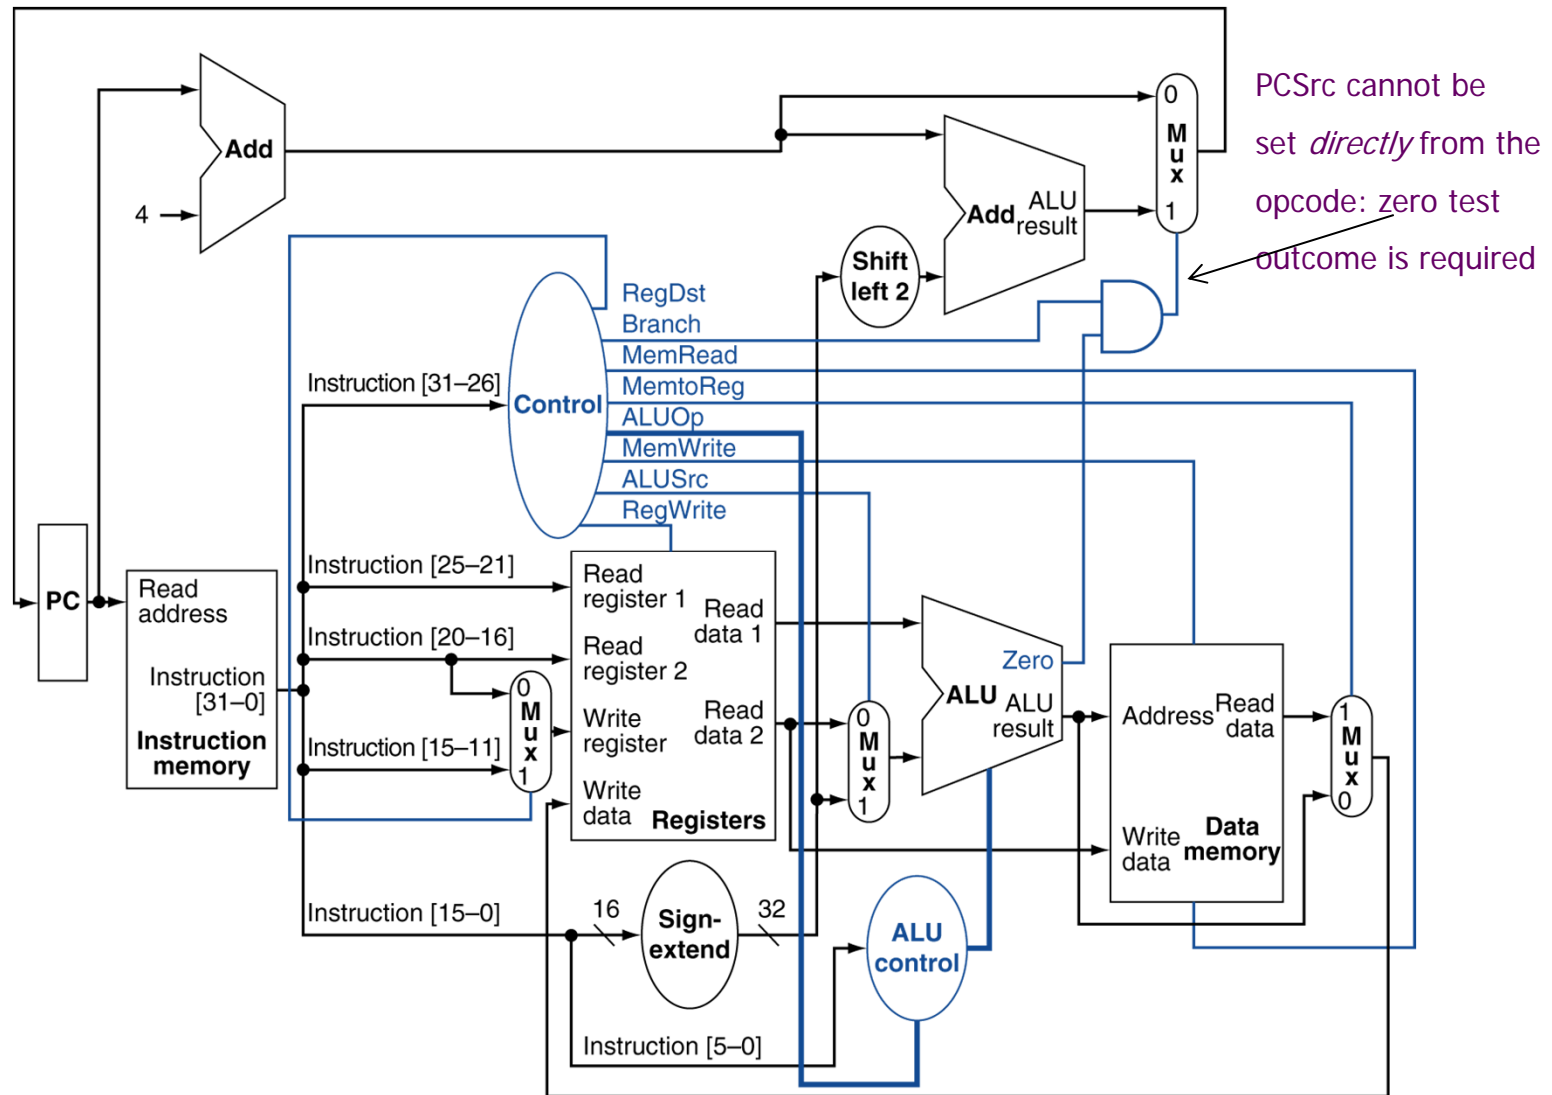 PCSrc cannot be
set directly from the
opcode: zero test
outcome is required
0
M
u
x
1
Add
4
Add
ALU
result
Shift
left 2
RegDst
Branch
MemRead
MemtoReg
ALUOp
MemWrite
ALUSrc
RegWrite
Control
Instruction [31–26]
Instruction [25–21]
Instruction [20–16]
Instruction [15–11]
Instruction [15–0]
Instruction [5–0]
PC
Read
address
Instruction
[31–0]
Instruction
memory
0
M
u
x
1
Read
register 1
Read
register 2
Write
register
Write
data
Read
data 1
Read
data 2
Registers
0
M
u
x
1
Zero
ALU
ALU
result
Address
Read
data
Write
data
Data
memory
1
M
u
x
0
16
Sign-
extend
32
ALU
control